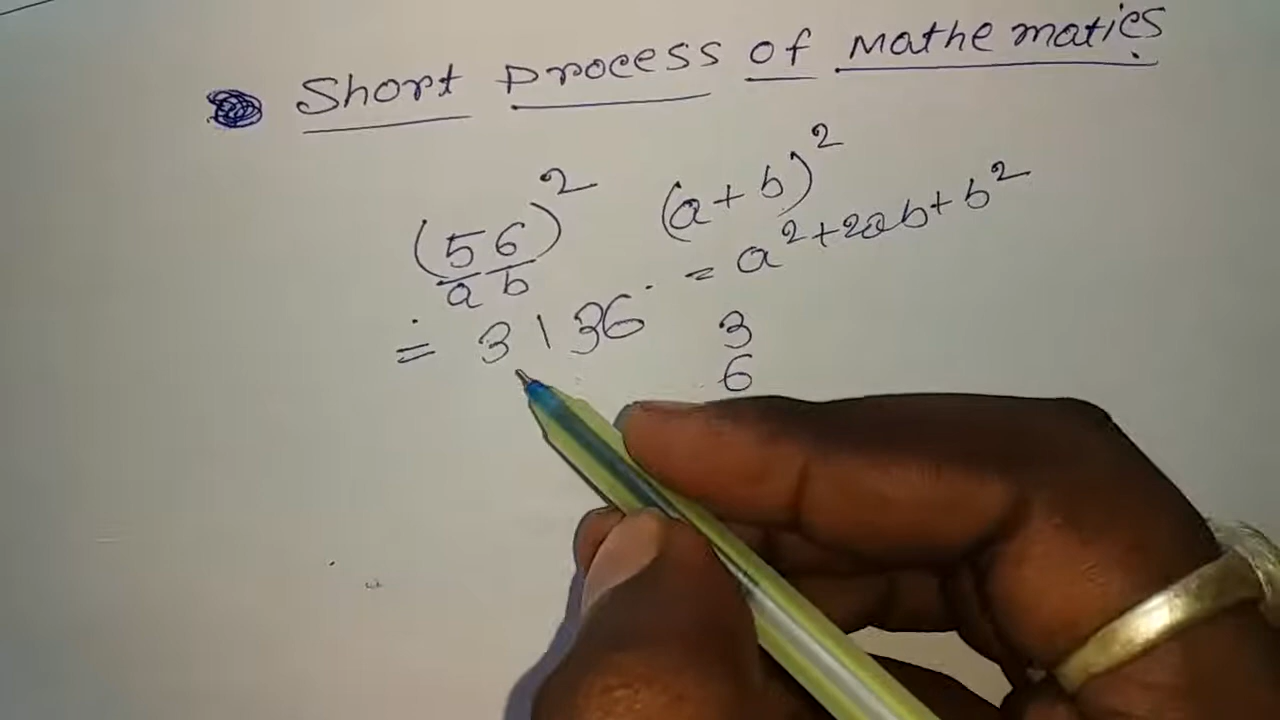 Short Process of Mathematics
(56)² (a+b)²
a b = a²+2ab+b²
= 3136 3
6